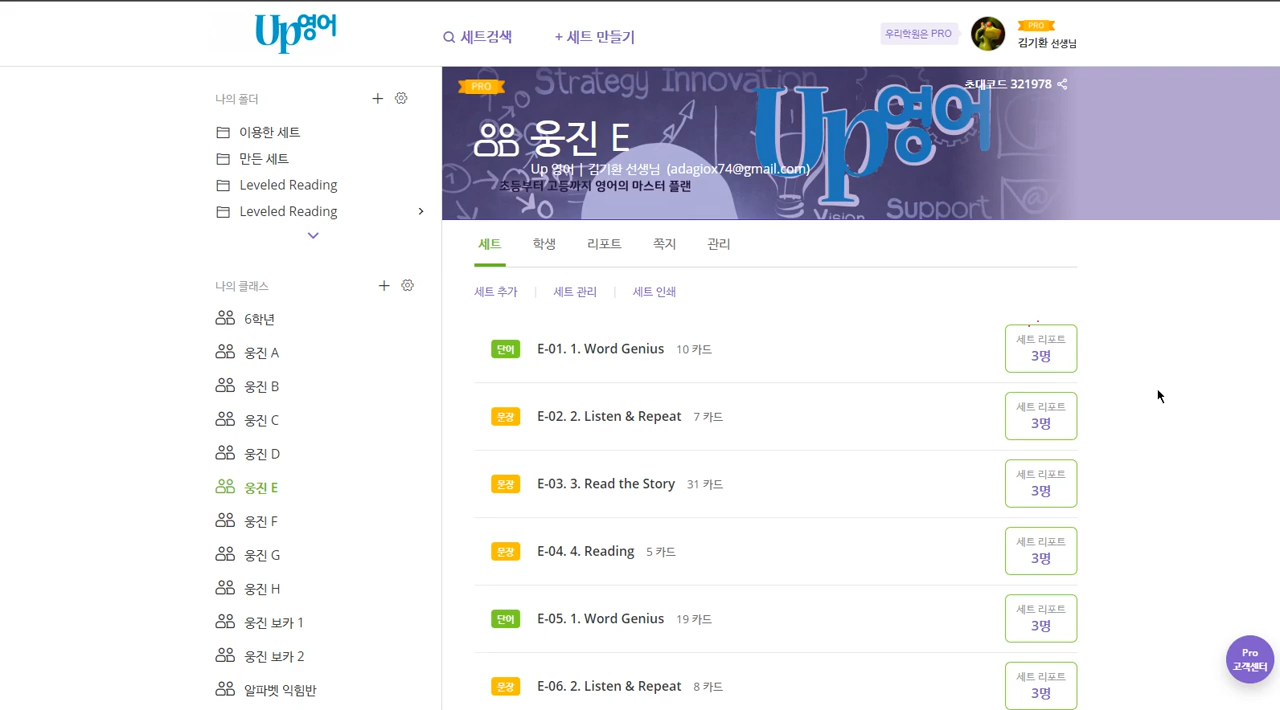 Up영어
세트검색
+ 세트 만들기
우리학원은 PRO
PRO
김기환 선생님
나의 폴더
이용한 세트
만든 세트
Leveled Reading
Leveled Reading
나의 클래스
6학년
웅진 A
웅진 B
웅진 C
웅진 D
웅진 E
웅진 F
웅진 G
웅진 H
웅진 보카 1
웅진 보카 2
알파벳 익힘반
PRO
Strategy Innovation
초대코드 321978
Up영어
웅진 E
Up 영어 | 김기환 선생님 (adagiox74@gmail.com)
초등부터 고등까지 영어의 마스터 플랜
Vision
Support
세트 학생 리포트 쪽지 관리
세트 추가 | 세트 관리 | 세트 인쇄
단어 E-01. 1. Word Genius 10 카드
세트 리포트
3명
문장 E-02. 2. Listen & Repeat 7 카드
세트 리포트
3명
문장 E-03. 3. Read the Story 31 카드
세트 리포트
3명
문장 E-04. 4. Reading 5 카드
세트 리포트
3명
단어 E-05. 1. Word Genius 19 카드
세트 리포트
3명
문장 E-06. 2. Listen & Repeat 8 카드
세트 리포트
3명
Pro
고객센터